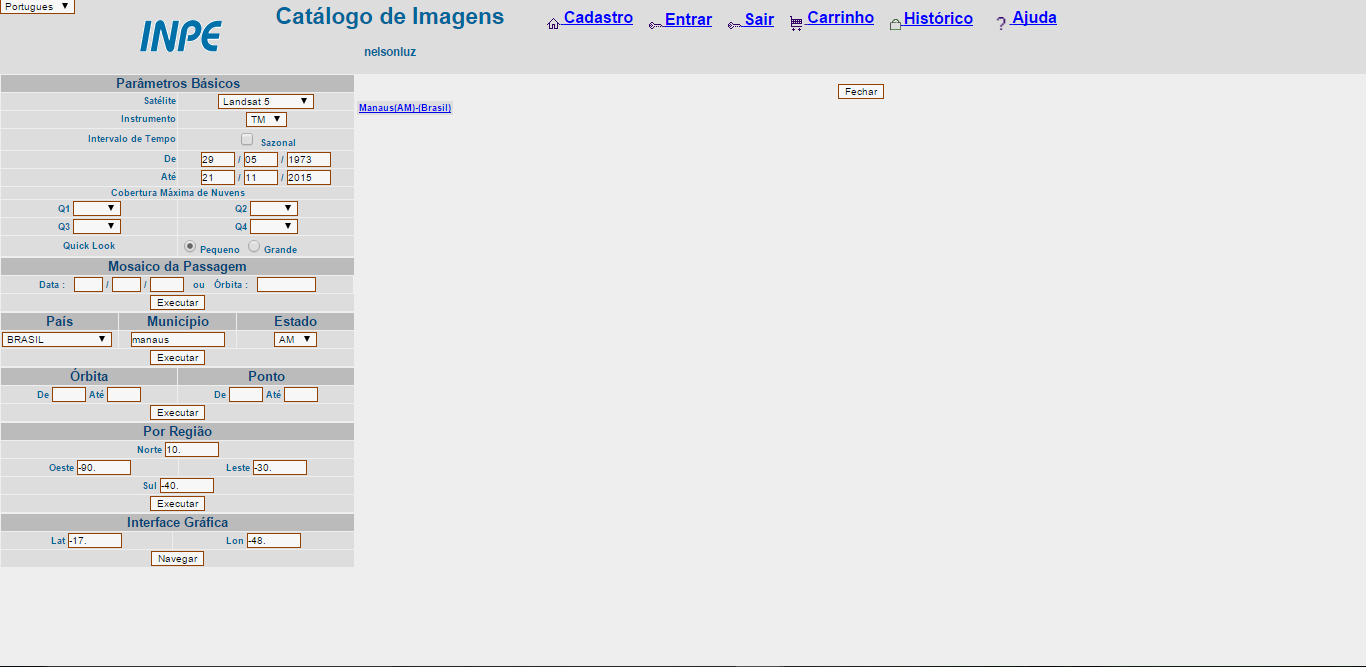 Portugues
INPE
Catálogo de Imagens
nelsonluz
Cadastro Entrar Sair Carrinho Histórico Ajuda
Parâmetros Básicos
Satélite Landsat 5
Instrumento TM
Intervalo de Tempo Sazonal
De 29 / 05 / 1973
Até 21 / 11 / 2015
Cobertura Máxima de Nuvens
Q1 Q2
Q3 Q4
Quick Look Pequeno Grande
Mosaico da Passagem
Data : / / ou Órbita :
Executar
País Município Estado
BRASIL manaus AM
Executar
Órbita Ponto
De Até De Até
Executar
Por Região
Norte 10.
Oeste -90. Leste -30.
Sul -40.
Executar
Interface Gráfica
Lat -17. Lon -48.
Navegar
Fechar
Manaus(AM)-(Brasil)